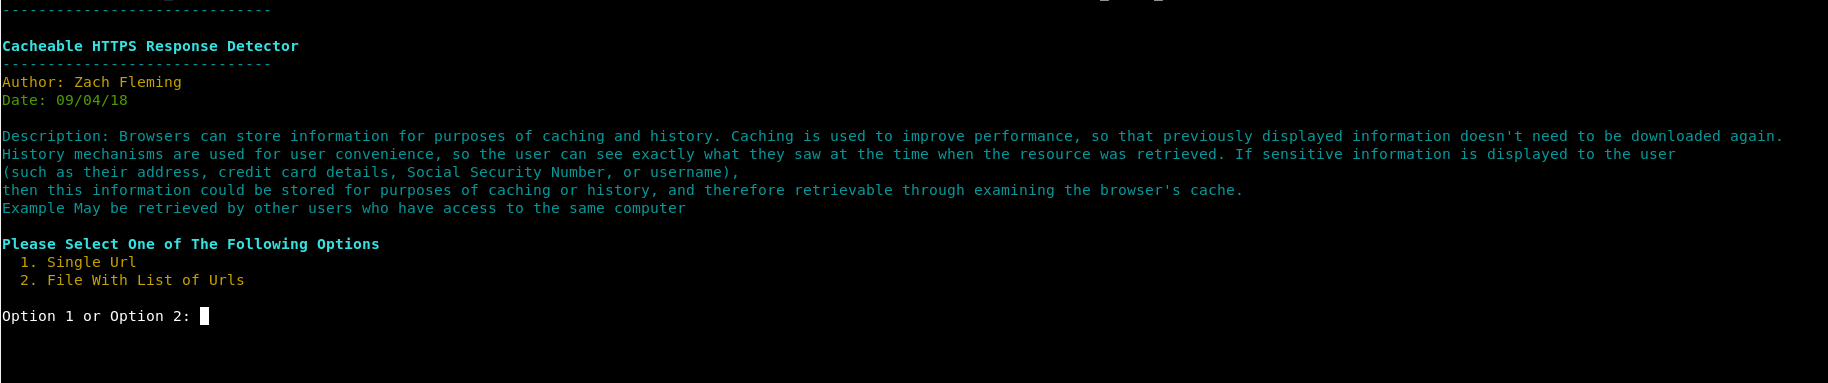 ------------------------------
Cacheable HTTPS Response Detector
------------------------------
Author: Zach Fleming
Date: 09/04/18
Description: Browsers can store information for purposes of caching and history. Caching is used to improve performance, so that previously displayed information doesn't need to be downloaded again.
History mechanisms are used for user convenience, so the user can see exactly what they saw at the time when the resource was retrieved. If sensitive information is displayed to the user
(such as their address, credit card details, Social Security Number, or username),
then this information could be stored for purposes of caching or history, and therefore retrievable through examining the browser's cache.
Example May be retrieved by other users who have access to the same computer
Please Select One of The Following Options
1. Single Url
2. File With List of Urls
Option 1 or Option 2: